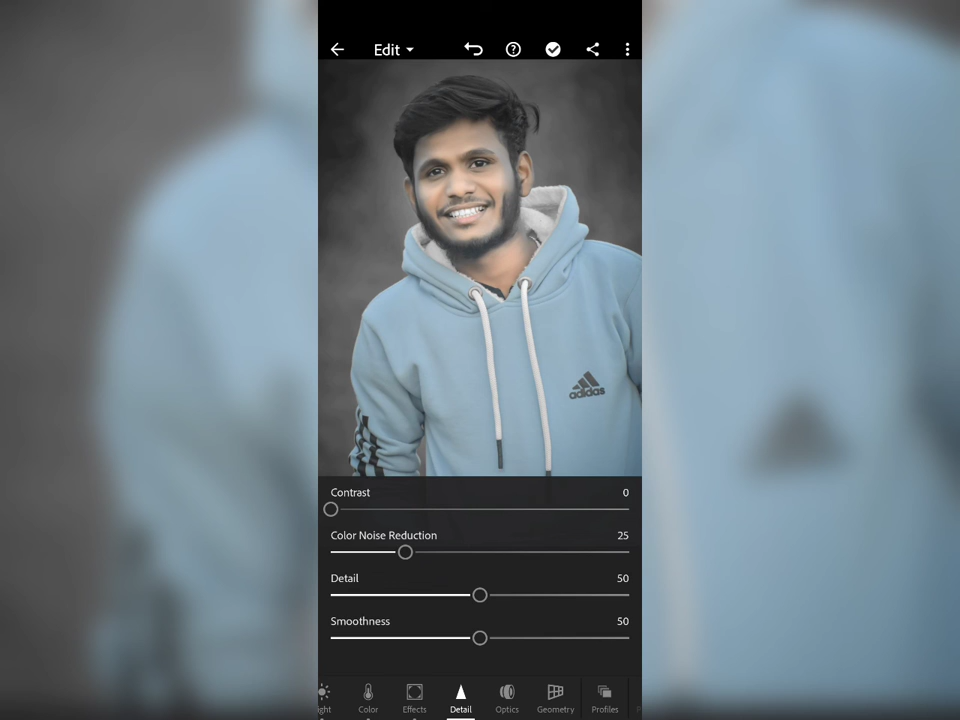 Edit
adidas
Contrast 0
Color Noise Reduction 25
Detail 50
Smoothness 50
ight Color Effects Detail Optics Geometry Profiles